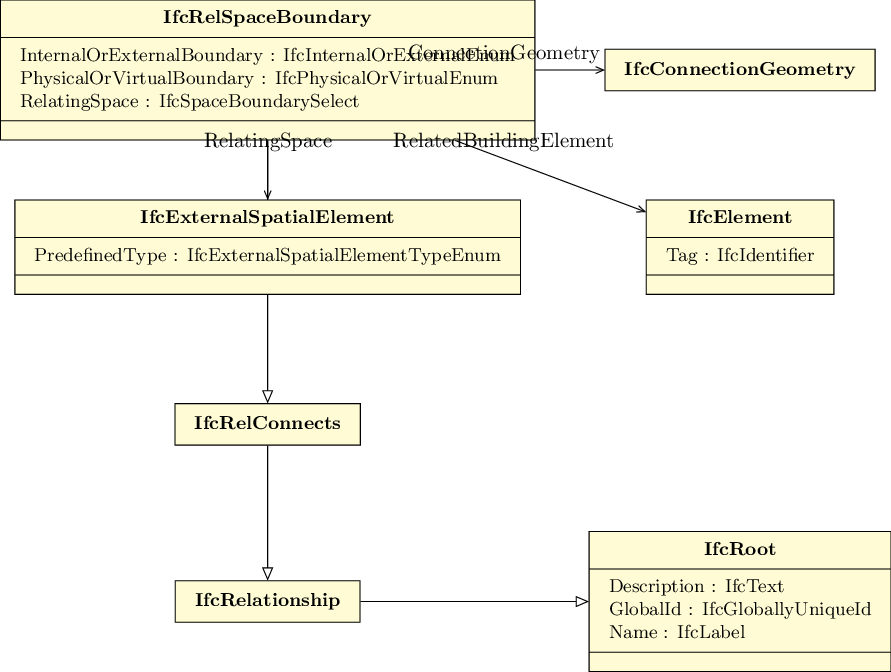 IfcRelSpaceBoundary
InternalOrExternalBoundary : IfcInternalOrExternalEnum
PhysicalOrVirtualBoundary : IfcPhysicalOrVirtualEnum
RelatingSpace : IfcSpaceBoundarySelect
ConnectionGeometry
IfcConnectionGeometry
RelatingSpace
RelatedBuildingElement
IfcExternalSpatialElement
PredefinedType : IfcExternalSpatialElementTypeEnum
IfcElement
Tag : IfcIdentifier
IfcRelConnects
IfcRelationship
IfcRoot
Description : IfcText
GlobalId : IfcGloballyUniqueId
Name : IfcLabel